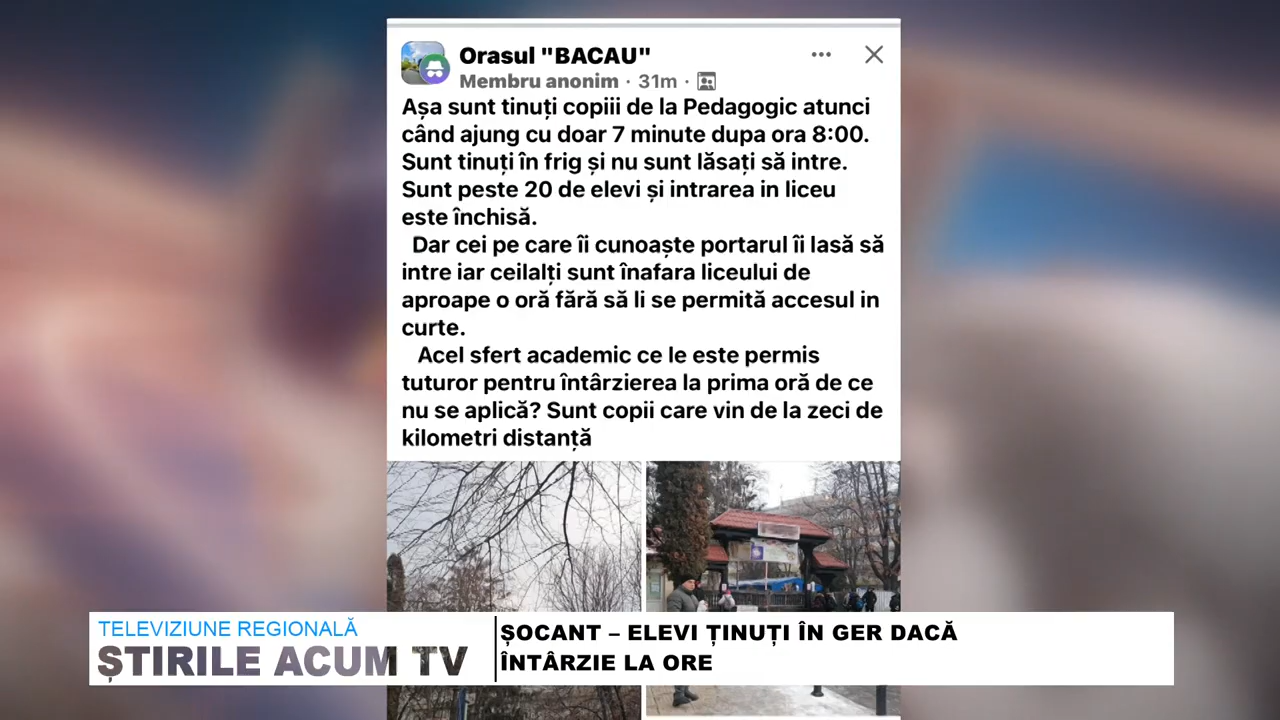 Orasul "BACAU"
Membru anonim · 31m ·
Așa sunt tinuți copiii de la Pedagogic atunci
când ajung cu doar 7 minute dupa ora 8:00.
Sunt tinuți în frig și nu sunt lăsați să intre.
Sunt peste 20 de elevi și intrarea in liceu
este închisă.
Dar cei pe care îi cunoaște portarul îi lasă să
intre iar ceilalți sunt înafara liceului de
aproape o oră fără să li se permită accesul in
curte.
Acel sfert academic ce le este permis
tuturor pentru întârzierea la prima oră de ce
nu se aplică? Sunt copii care vin de la zeci de
kilometri distanță
TELEVIZIUNE REGIONALĂ
ȘTIRILE ACUM TV
ȘOCANT – ELEVI ȚINUȚI ÎN GER DACĂ
ÎNTÂRZIE LA ORE